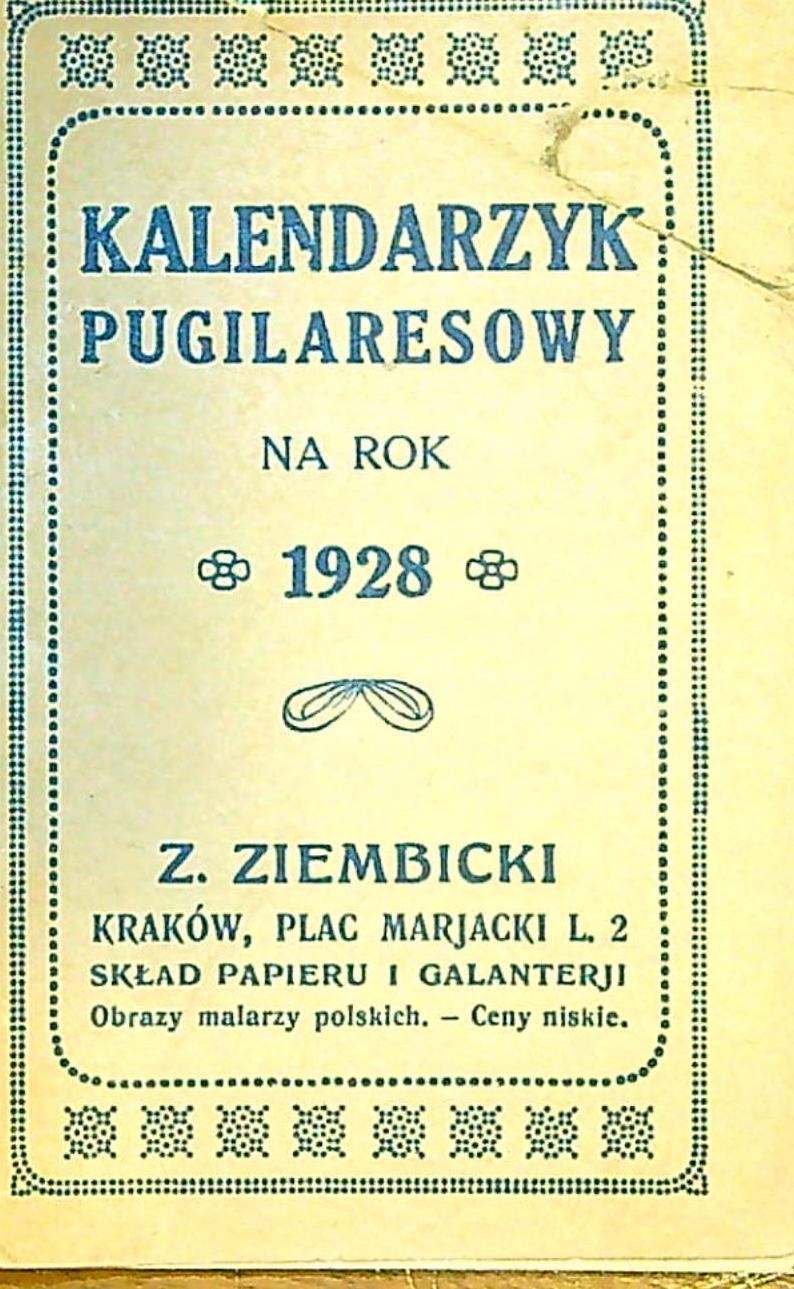 KALENDARZYK
PUGILARESOWY
NA ROK
1928
Z. ZIEMBICKI
KRAKÓW, PLAC MARJACKI L. 2
SKŁAD PAPIERU I GALANTERJI
Obrazy malarzy polskich. — Ceny niskie.